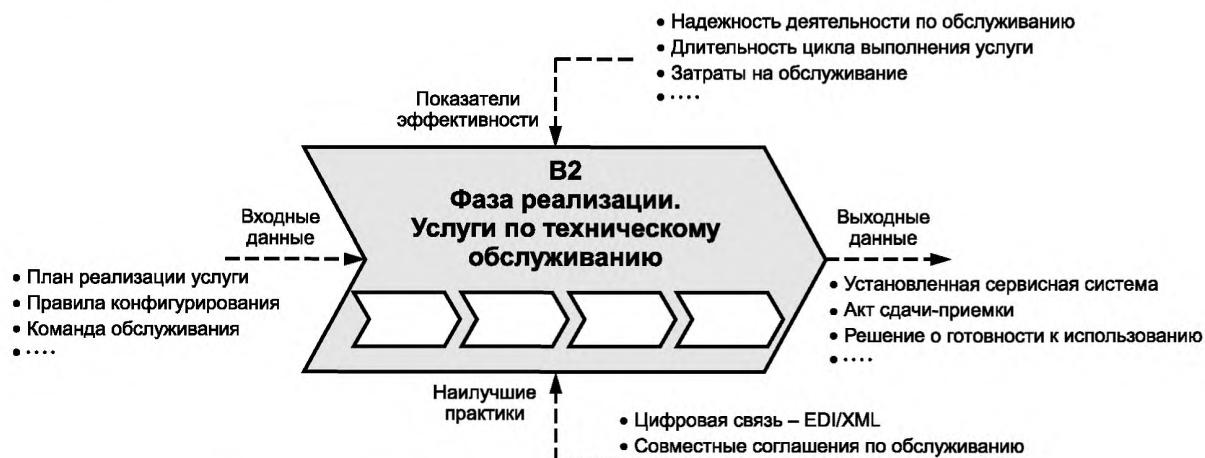 • Надежность деятельности по обслуживанию
• Длительность цикла выполнения услуги
• Затраты на обслуживание
• ····
Показатели
эффективности
B2
Фаза реализации.
Услуги по техническому
обслуживанию
Входные
данные
• План реализации услуги
• Правила конфигурирования
• Команда обслуживания
• ····
Выходные
данные
• Установленная сервисная система
• Акт сдачи-приемки
• Решение о готовности к использованию
• ····
Наилучшие
практики
• Цифровая связь – EDI/XML
• Совместные соглашения по обслуживанию